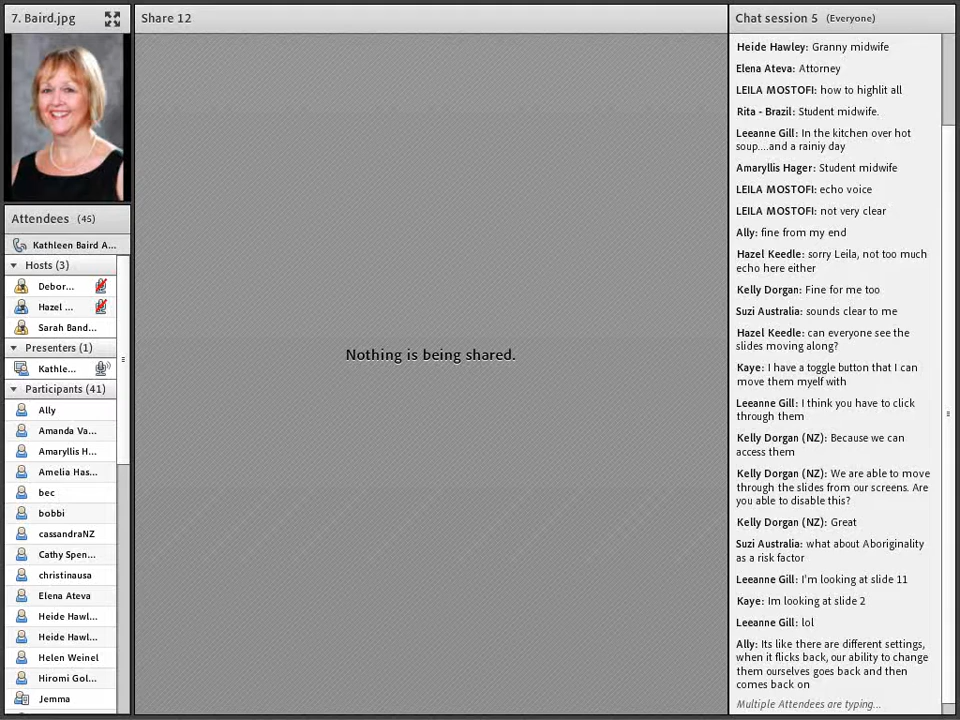 7. Baird.jpg
Share 12
Chat session 5 (Everyone)
Attendees (45)
Kathleen Baird A...
Hosts (3)
Debor...
Hazel ...
Sarah Band...
Presenters (1)
Kathle...
Participants (41)
Ally
Amanda Va...
Amaryllis H...
Amelia Has...
bec
bobbi
cassandraNZ
Cathy Spen...
christinausa
Elena Ateva
Heide Hawl...
Heide Hawl...
Helen Weinel
Hiromi Gol...
Jemma
Nothing is being shared.
Heide Hawley: Granny midwife
Elena Ateva: Attorney
LEILA MOSTOFI: how to highlit all
Rita - Brazil: Student midwife.
Leeanne Gill: In the kitchen over hot
soup....and a rainiy day
Amaryllis Hager: Student midwife
LEILA MOSTOFI: echo voice
LEILA MOSTOFI: not very clear
Ally: fine from my end
Hazel Keedle: sorry Leila, not too much
echo here either
Kelly Dorgan: Fine for me too
Suzi Australia: sounds clear to me
Hazel Keedle: can everyone see the
slides moving along?
Kaye: I have a toggle button that I can
move them myelf with
Leeanne Gill: I think you have to click
through them
Kelly Dorgan (NZ): Because we can
access them
Kelly Dorgan (NZ): We are able to move
through the slides from our screens. Are
you able to disable this?
Kelly Dorgan (NZ): Great
Suzi Australia: what about Aboriginality
as a risk factor
Leeanne Gill: I'm looking at slide 11
Kaye: Im looking at slide 2
Leeanne Gill: lol
Ally: Its like there are different settings,
when it flicks back, our ability to change
them ourselves goes back and then
comes back on
Multiple Attendees are typing...